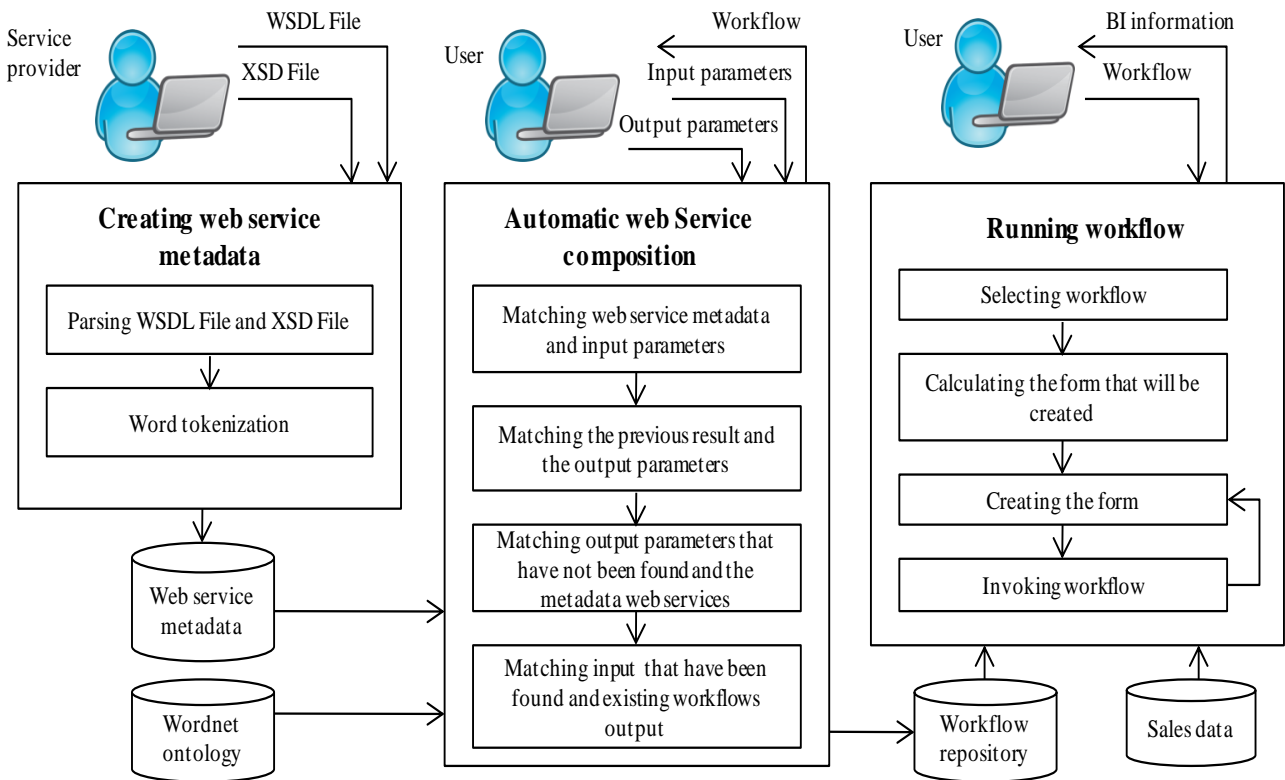 Service
provider
WSDL File
XSD File
Creating web service
metadata
Parsing WSDL File and XSD File
Word tokenization
Web service
metadata
Wordnet
ontology
User
Workflow
Input parameters
Output parameters
Automatic web Service
composition
Matching web service metadata
and input parameters
Matching the previous result and
the output parameters
Matching output parameters that
have not been found and the
metadata web services
Matching input that have been
found and existing workflows
output
User
BI information
Workflow
Running workflow
Selecting workflow
Calculating the form that will be
created
Creating the form
Invoking workflow
Workflow
repository
Sales data